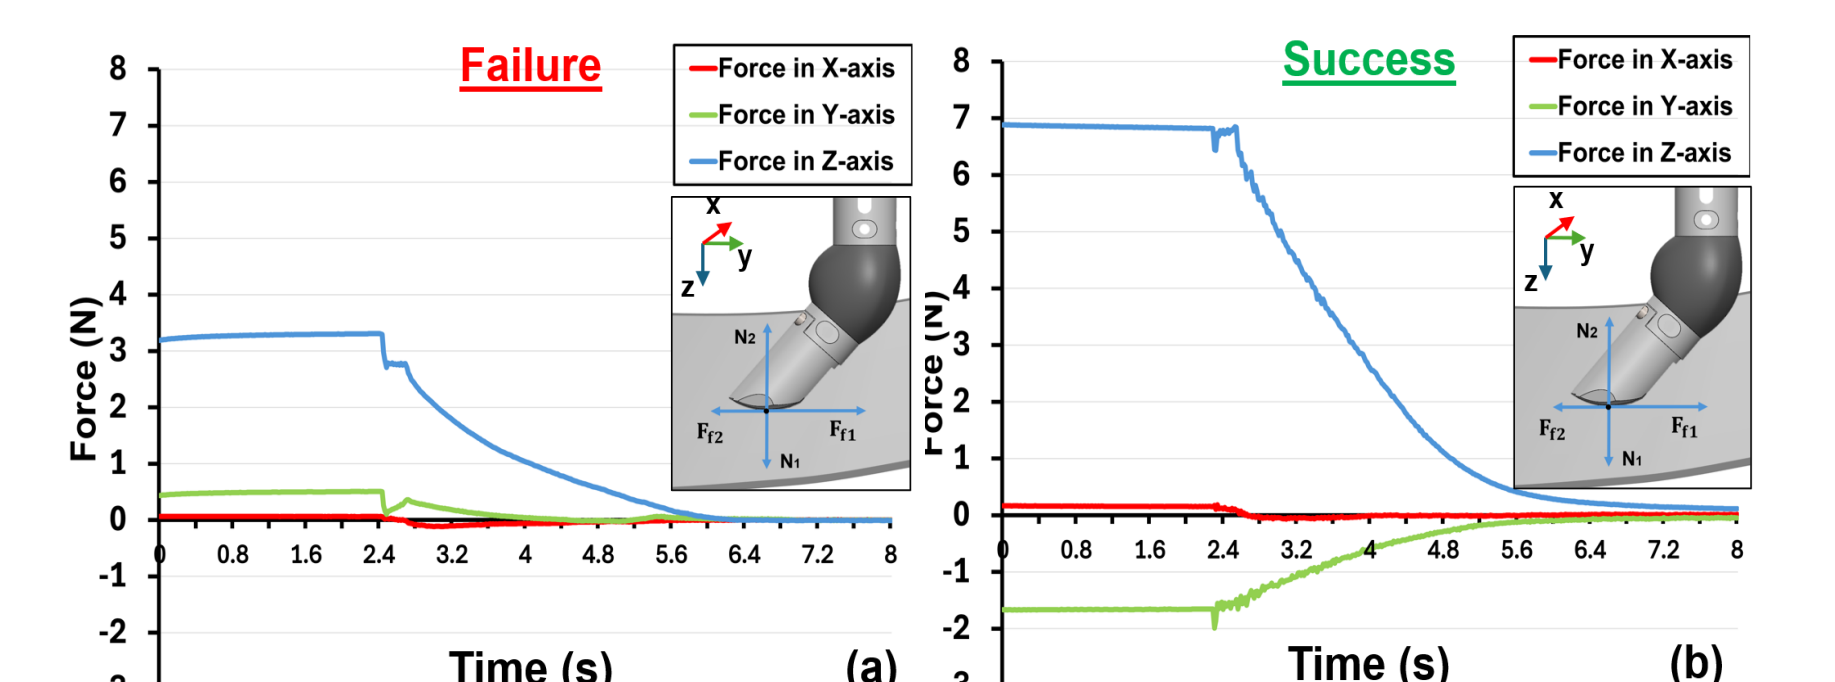 Failure
Force in X-axis
Force in Y-axis
Force in Z-axis
8
7
6
5
4
3
2
1
0
-1
-2
Force (N)
0 0.8 1.6 2.4 3.2 4 4.8 5.6 6.4 7.2 8
Time (s)
(a)
x
y
z
N2
Ff2
Ff1
N1
Success
Force in X-axis
Force in Y-axis
Force in Z-axis
8
7
6
5
4
3
2
1
0
-1
-2
Force (N)
0 0.8 1.6 2.4 3.2 4 4.8 5.6 6.4 7.2 8
Time (s)
(b)
x
y
z
N2
Ff2
Ff1
N1